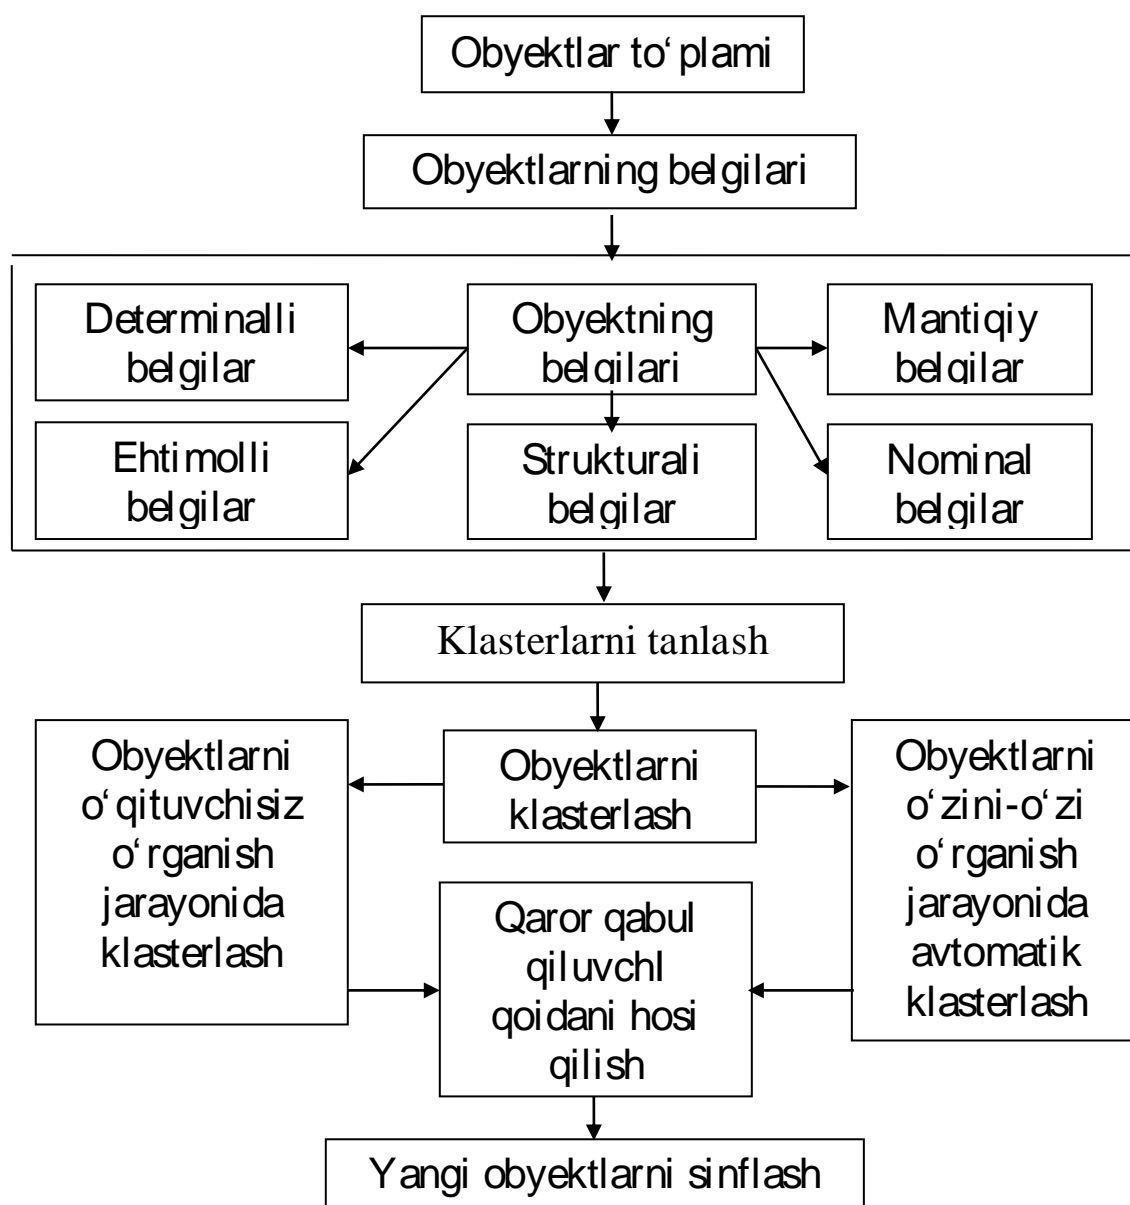 Obyektlar to‘plami
Obyektlarning belgilari
Determinalli
belgilar
Obyektning
belgilari
Mantiqiy
belgilar
Ehtimolli
belgilar
Strukturali
belgilar
Nominal
belgilar
Klasterlarni tanlash
Obyektlarni
o‘qituvchisiz
o‘rganish
jarayonida
klasterlash
Obyektlarni
klasterlash
Obyektlarni
o‘zini-o‘zi
o‘rganish
jarayonida
avtomatik
klasterlash
Qaror qabul
qiluvchI
qoidani hosi
qilish
Yangi obyektlarni sinflash